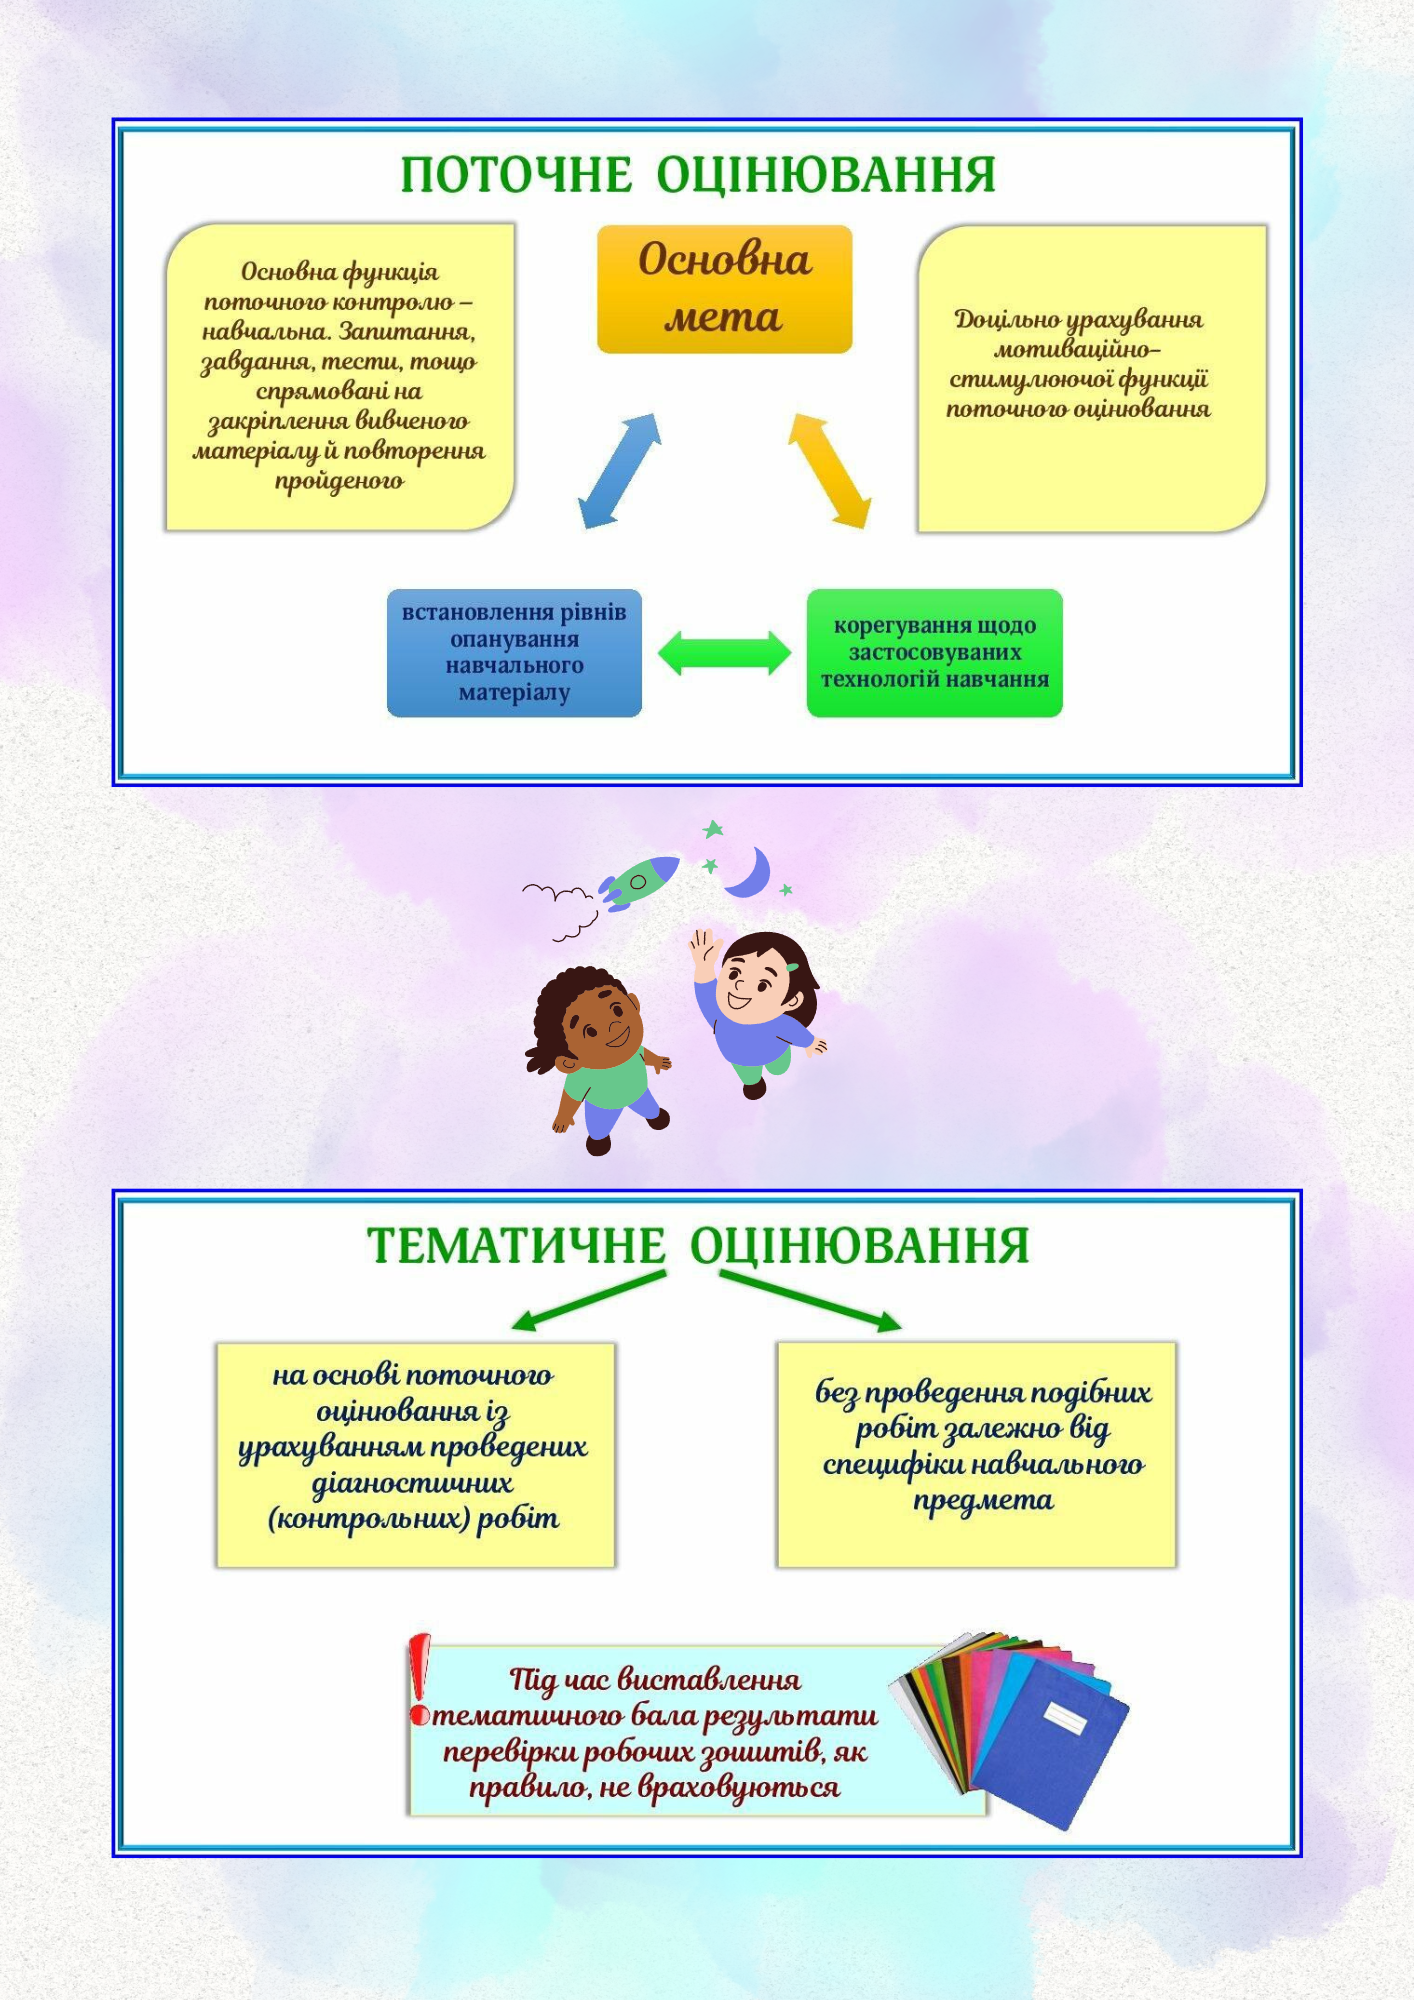 ПОТОЧНЕ ОЦІНЮВАННЯ
Основна функція
поточного контролю –
навчальна. Запитання,
завдання, тести, тощо
спрямовані на
закріплення вивченого
матеріалу й повторення
пройденого
Основна
мета
Доцільно урахування
мотиваційно–
стимулюючої функції
поточного оцінювання
встановлення рівнів
опанування
навчального
матеріалу
корегування щодо
застосовуваних
технологій навчання
ТЕМАТИЧНЕ ОЦІНЮВАННЯ
на основі поточного
оцінювання із
урахуванням проведених
діагностичних
(контрольних) робіт
без проведення подібних
робіт залежно від
специфіки навчального
предмета
Під час виставлення
тематичного бала результати
перевірки робочих зошитів, як
правило, не враховуються